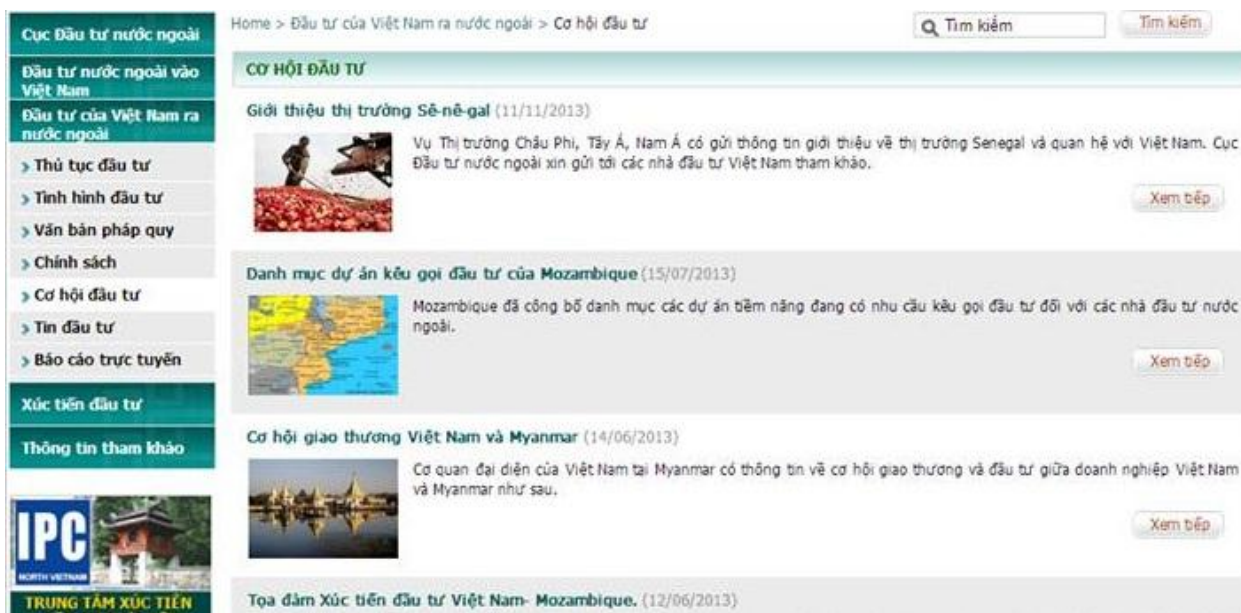 Cục Đầu tư nước ngoài
Đầu tư nước ngoài vào
Việt Nam
Đầu tư của Việt Nam ra
nước ngoài
Thủ tục đầu tư
Tình hình đầu tư
Văn bản pháp quy
Chính sách
Cơ hội đầu tư
Tin đầu tư
Báo cáo trực tuyến
Xúc tiến đầu tư
Thông tin tham khảo
IPC
NORTH VIETNAM
TRUNG TÂM XÚC TIẾN
Home > Đầu tư của Việt Nam ra nước ngoài > Cơ hội đầu tư
Tìm kiếm
Tìm kiếm
CƠ HỘI ĐẦU TƯ
Giới thiệu thị trường Sê-nê-gal (11/11/2013)
Vụ Thị trường Châu Phi, Tây Á, Nam Á có gửi thông tin giới thiệu về thị trường Senegal và quan hệ với Việt Nam. Cục
Đầu tư nước ngoài xin gửi tới các nhà đầu tư Việt Nam tham khảo.
Xem tiếp
Danh mục dự án kêu gọi đầu tư của Mozambique (15/07/2013)
Mozambique đã công bố danh mục các dự án tiềm năng đang có nhu cầu kêu gọi đầu tư đối với các nhà đầu tư nước
ngoài.
Xem tiếp
Cơ hội giao thương Việt Nam và Myanmar (14/06/2013)
Cơ quan đại diện của Việt Nam tại Myanmar có thông tin về cơ hội giao thương và đầu tư giữa doanh nghiệp Việt Nam
và Myanmar như sau.
Xem tiếp
Tọa đàm Xúc tiến đầu tư Việt Nam- Mozambique. (12/06/2013)